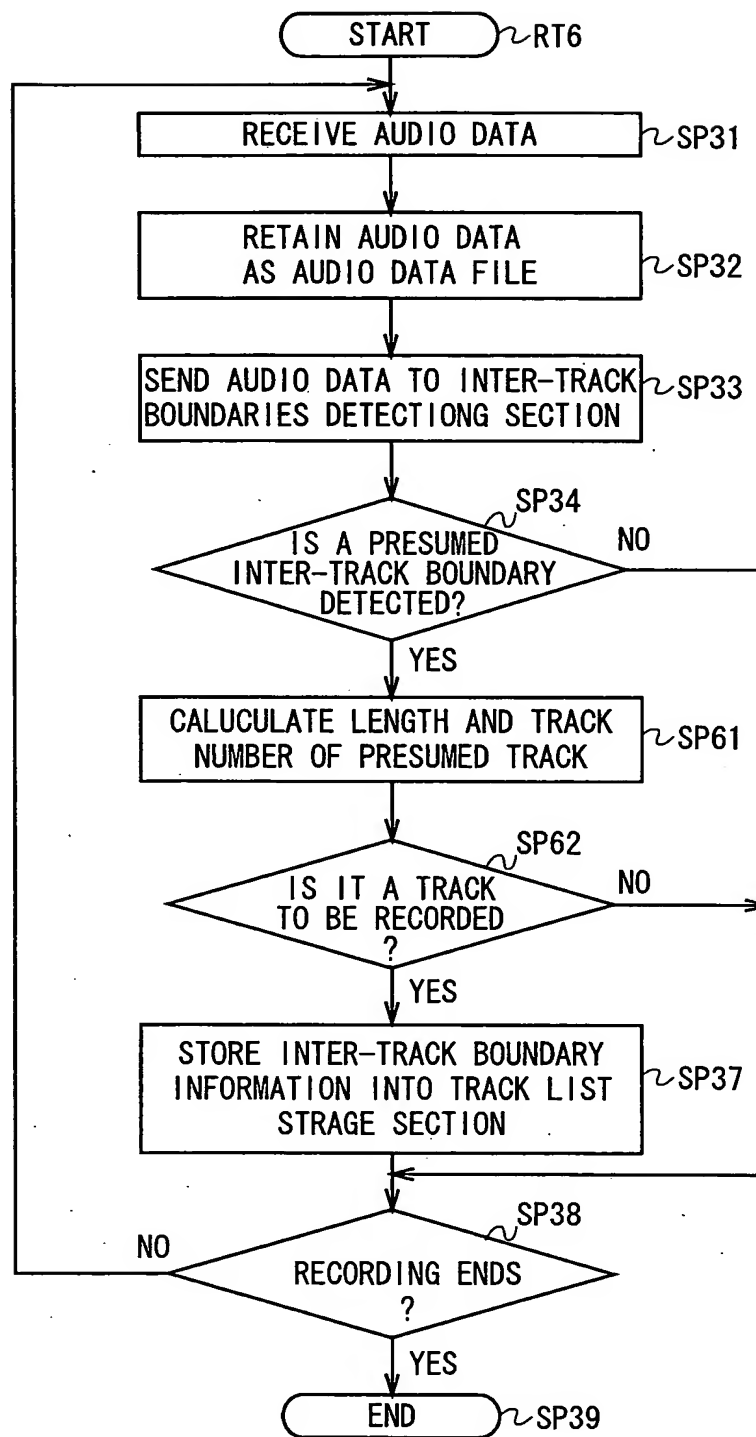 START RT6
RECEIVE AUDIO DATA SP31
RETAIN AUDIO DATA
AS AUDIO DATA FILE SP32
SEND AUDIO DATA TO INTER-TRACK SP33
BOUNDARIES DETECTIONG SECTION
SP34
IS A PRESUMED NO
INTER-TRACK BOUNDARY
DETECTED?
YES
CALUCULATE LENGTH AND TRACK
NUMBER OF PRESUMED TRACK SP61
SP62
IS IT A TRACK NO
TO BE RECORDED
?
YES
STORE INTER-TRACK BOUNDARY
INFORMATION INTO TRACK LIST SP37
STRAGE SECTION
SP38
NO
RECORDING ENDS
?
YES
END SP39